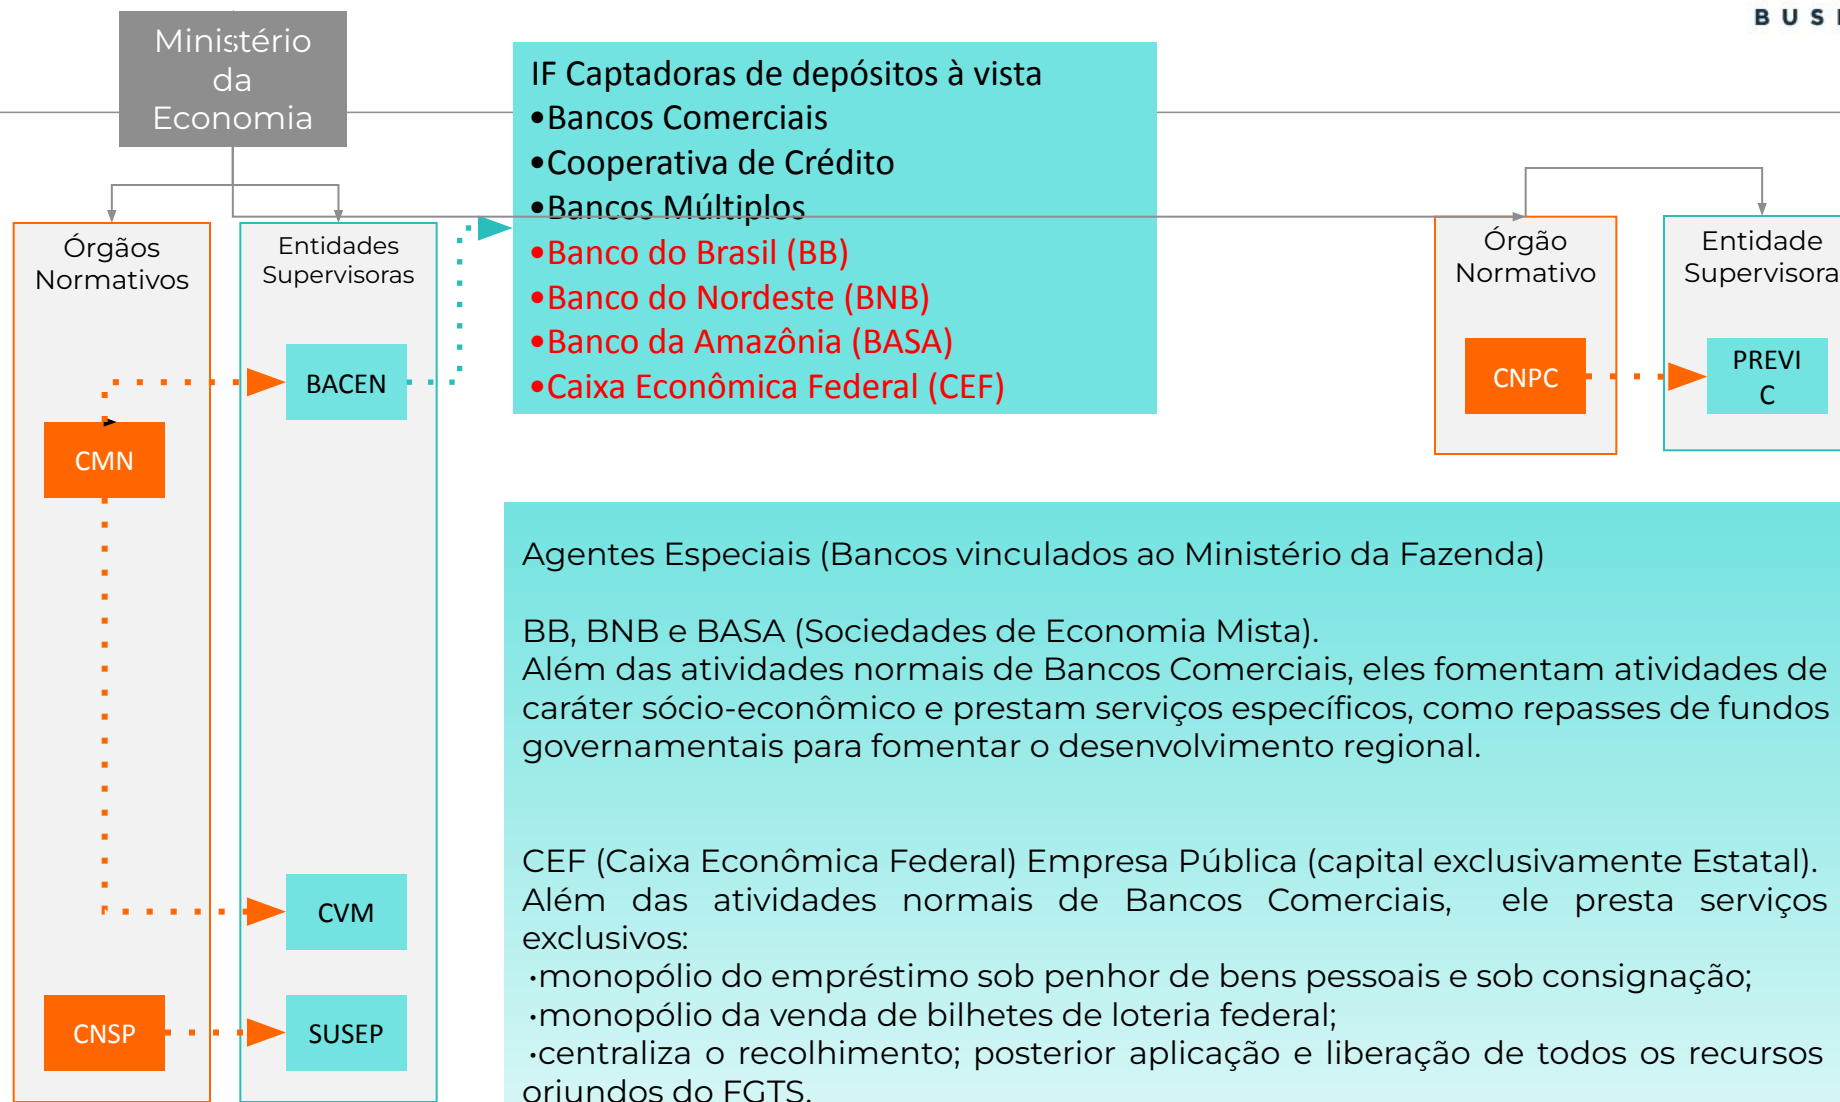 BUS
Ministério
da
Economia
IF Captadoras de depósitos à vista
•Bancos Comerciais
•Cooperativa de Crédito
•Bancos Múltiplos
•Banco do Brasil (BB)
•Banco do Nordeste (BNB)
•Banco da Amazônia (BASA)
•Caixa Econômica Federal (CEF)
Órgãos
Normativos
Entidades
Supervisoras
Órgão
Normativo
Entidade
Supervisora
BACEN
CMN
CVM
CNSP
SUSEP
CNPC
PREVI
C
Agentes Especiais (Bancos vinculados ao Ministério da Fazenda)
BB, BNB e BASA (Sociedades de Economia Mista).
Além das atividades normais de Bancos Comerciais, eles fomentam atividades de
caráter sócio-econômico e prestam serviços específicos, como repasses de fundos
governamentais para fomentar o desenvolvimento regional.
CEF (Caixa Econômica Federal) Empresa Pública (capital exclusivamente Estatal).
Além das atividades normais de Bancos Comerciais, ele presta serviços
exclusivos:
•monopólio do empréstimo sob penhor de bens pessoais e sob consignação;
•monopólio da venda de bilhetes de loteria federal;
•centraliza o recolhimento; posterior aplicação e liberação de todos os recursos
oriundos do FGTS.